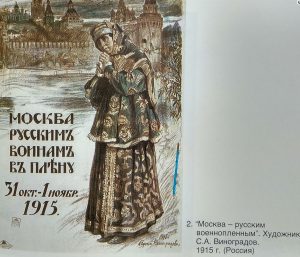 МОСКВА
РУССКИМЪ
ВОИНАМЪ
ВЪ ПЛѢНУ
31 ОКТ.-1 НОЯБР.
1915.
2. "Москва – русским
военнопленным". Художник
С.А. Виноградов.
1915 г. (Россия)